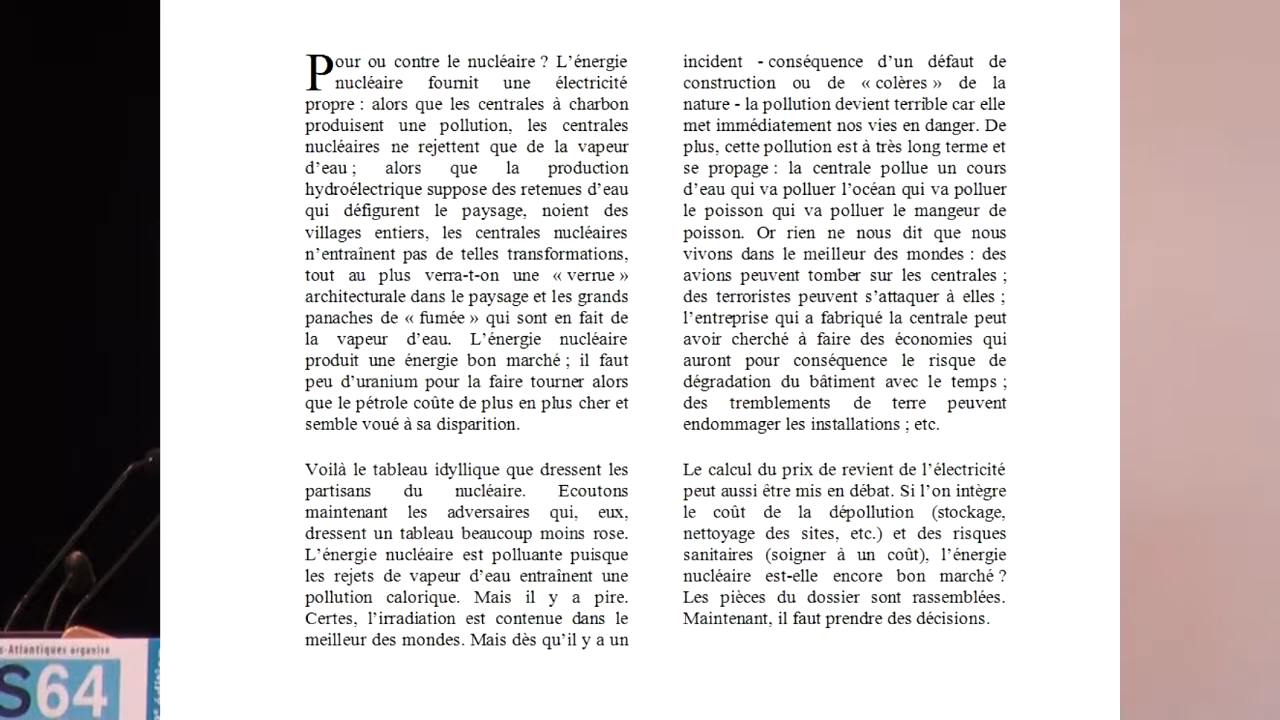 Pour ou contre le nucléaire ? L’énergie
nucléaire fournit une électricité
propre : alors que les centrales à charbon
produisent une pollution, les centrales
nucléaires ne rejettent que de la vapeur
d’eau ; alors que la production
hydroélectrique suppose des retenues d’eau
qui défigurent le paysage, noient des
villages entiers, les centrales nucléaires
n’entraînent pas de telles transformations,
tout au plus verra-t-on une « verrue »
architecturale dans le paysage et les grands
panaches de « fumée » qui sont en fait de
la vapeur d’eau. L’énergie nucléaire
produit une énergie bon marché ; il faut
peu d’uranium pour la faire tourner alors
que le pétrole coûte de plus en plus cher et
semble voué à sa disparition.
Voilà le tableau idyllique que dressent les
partisans du nucléaire. Ecoutons
maintenant les adversaires qui, eux,
dressent un tableau beaucoup moins rose.
L’énergie nucléaire est polluante puisque
les rejets de vapeur d’eau entraînent une
pollution calorique. Mais il y a pire.
Certes, l’irradiation est contenue dans le
meilleur des mondes. Mais dès qu’il y a un
incident - conséquence d’un défaut de
construction ou de « colères » de la
nature - la pollution devient terrible car elle
met immédiatement nos vies en danger. De
plus, cette pollution est à très long terme et
se propage : la centrale pollue un cours
d’eau qui va polluer l’océan qui va polluer
le poisson qui va polluer le mangeur de
poisson. Or rien ne nous dit que nous
vivons dans le meilleur des mondes : des
avions peuvent tomber sur les centrales ;
des terroristes peuvent s’attaquer à elles ;
l’entreprise qui a fabriqué la centrale peut
avoir cherché à faire des économies qui
auront pour conséquence le risque de
dégradation du bâtiment avec le temps ;
des tremblements de terre peuvent
endommager les installations ; etc.
Le calcul du prix de revient de l’électricité
peut aussi être mis en débat. Si l’on intègre
le coût de la dépollution (stockage,
nettoyage des sites, etc.) et des risques
sanitaires (soigner à un coût), l’énergie
nucléaire est-elle encore bon marché ?
Les pièces du dossier sont rassemblées.
Maintenant, il faut prendre des décisions.
s-Atlantiques organise
S64